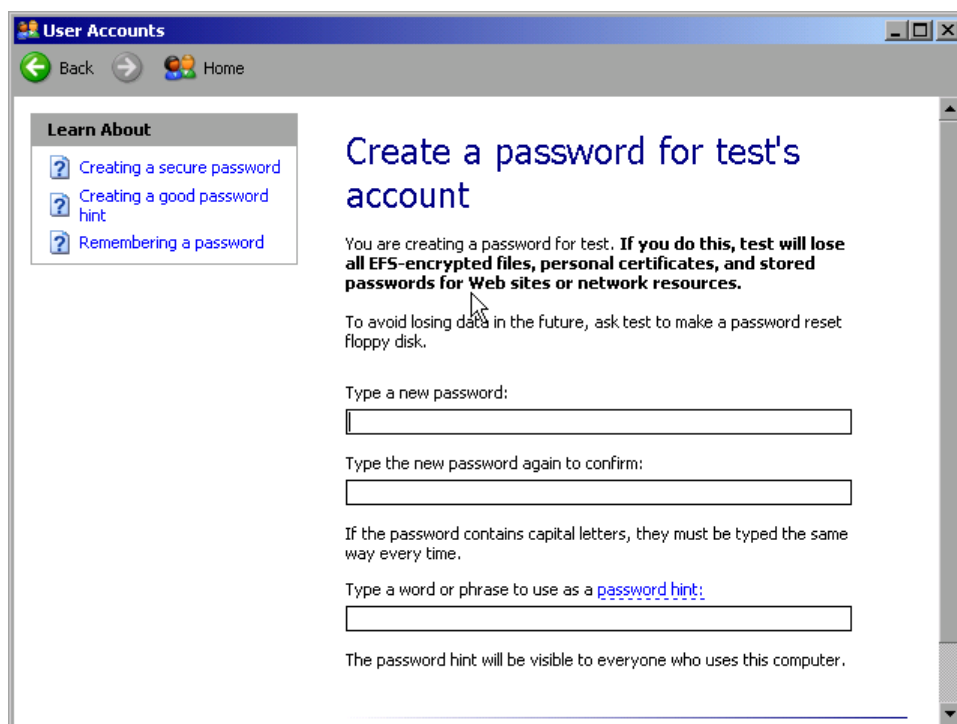 User Accounts
Back
Home
Learn About
Creating a secure password
Creating a good password
hint
Remembering a password
Create a password for test's
account
You are creating a password for test. If you do this, test will lose
all EFS-encrypted files, personal certificates, and stored
passwords for Web sites or network resources.
To avoid losing data in the future, ask test to make a password reset
floppy disk.
Type a new password:
Type the new password again to confirm:
If the password contains capital letters, they must be typed the same
way every time.
Type a word or phrase to use as a password hint:
The password hint will be visible to everyone who uses this computer.